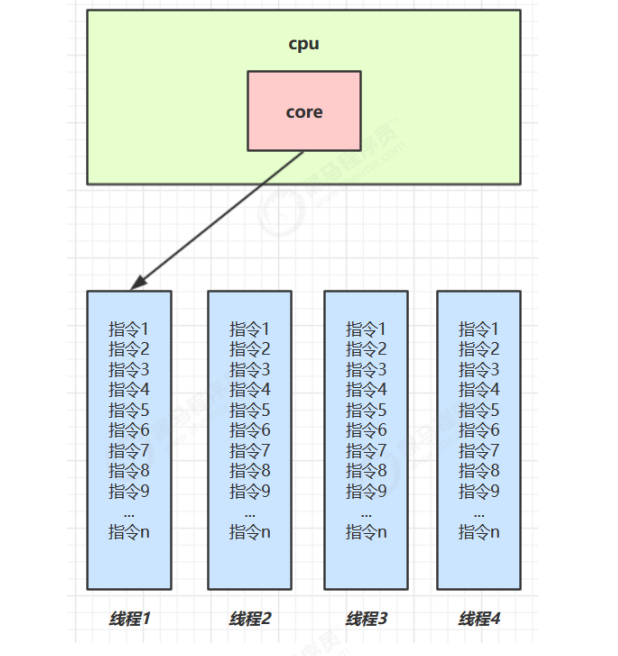 cpu
core
指令1
指令2
指令3
指令4
指令5
指令6
指令7
指令8
指令9
...
指令n
线程1
指令1
指令2
指令3
指令4
指令5
指令6
指令7
指令8
指令9
...
指令n
线程2
指令1
指令2
指令3
指令4
指令5
指令6
指令7
指令8
指令9
...
指令n
线程3
指令1
指令2
指令3
指令4
指令5
指令6
指令7
指令8
指令9
...
指令n
线程4